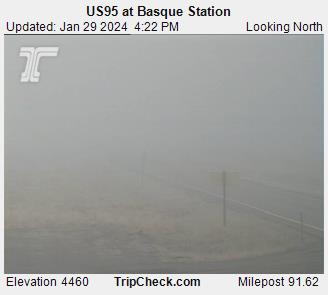 US95 at Basque Station
Updated: Jan 29 2024 4:22 PM Looking North
Elevation 4460 TripCheck.com Milepost 91.62